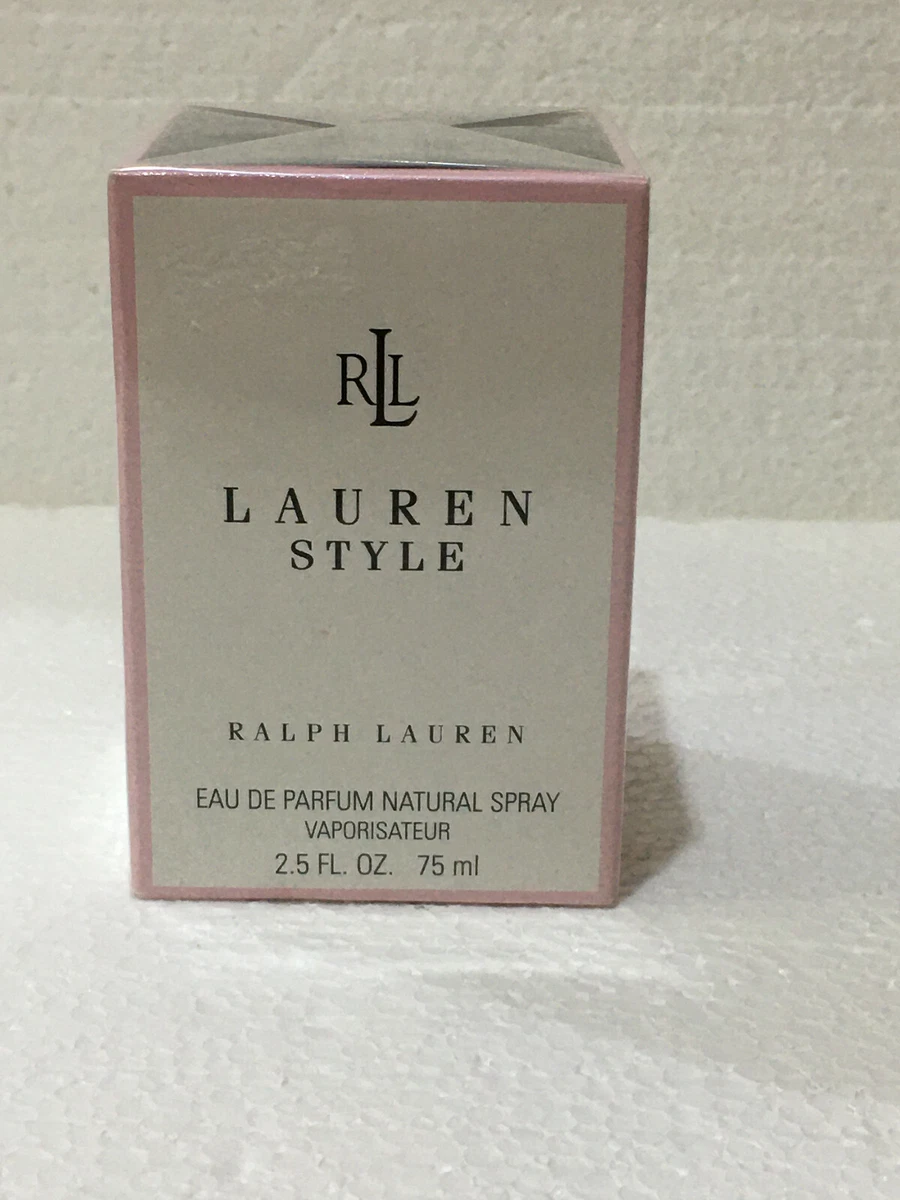 RLL
LAUREN
STYLE
RALPH LAUREN
EAU DE PARFUM NATURAL SPRAY
VAPORISATEUR
2.5 FL. OZ. 75 ml